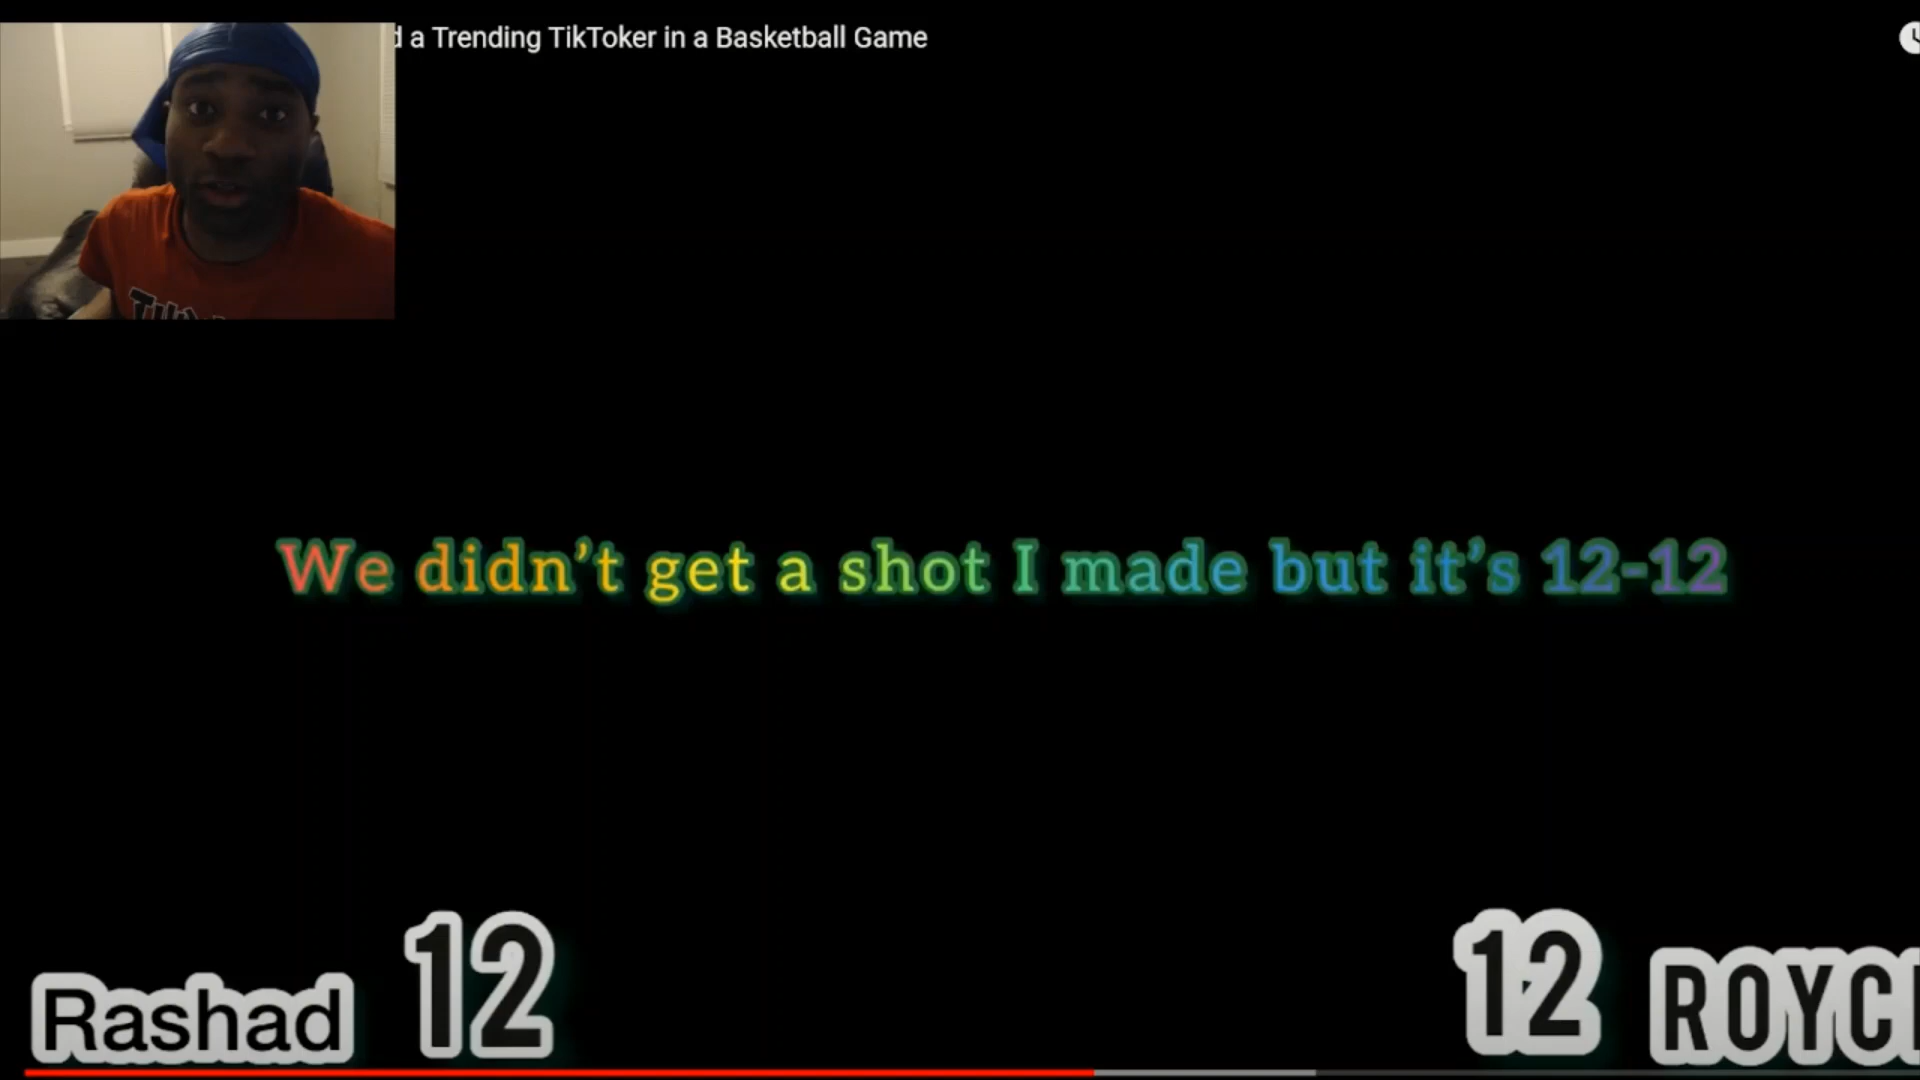 d a Trending TikToker in a Basketball Game
We didn't get a shot I made but it's 12-12
Rashad 12
12 ROYC